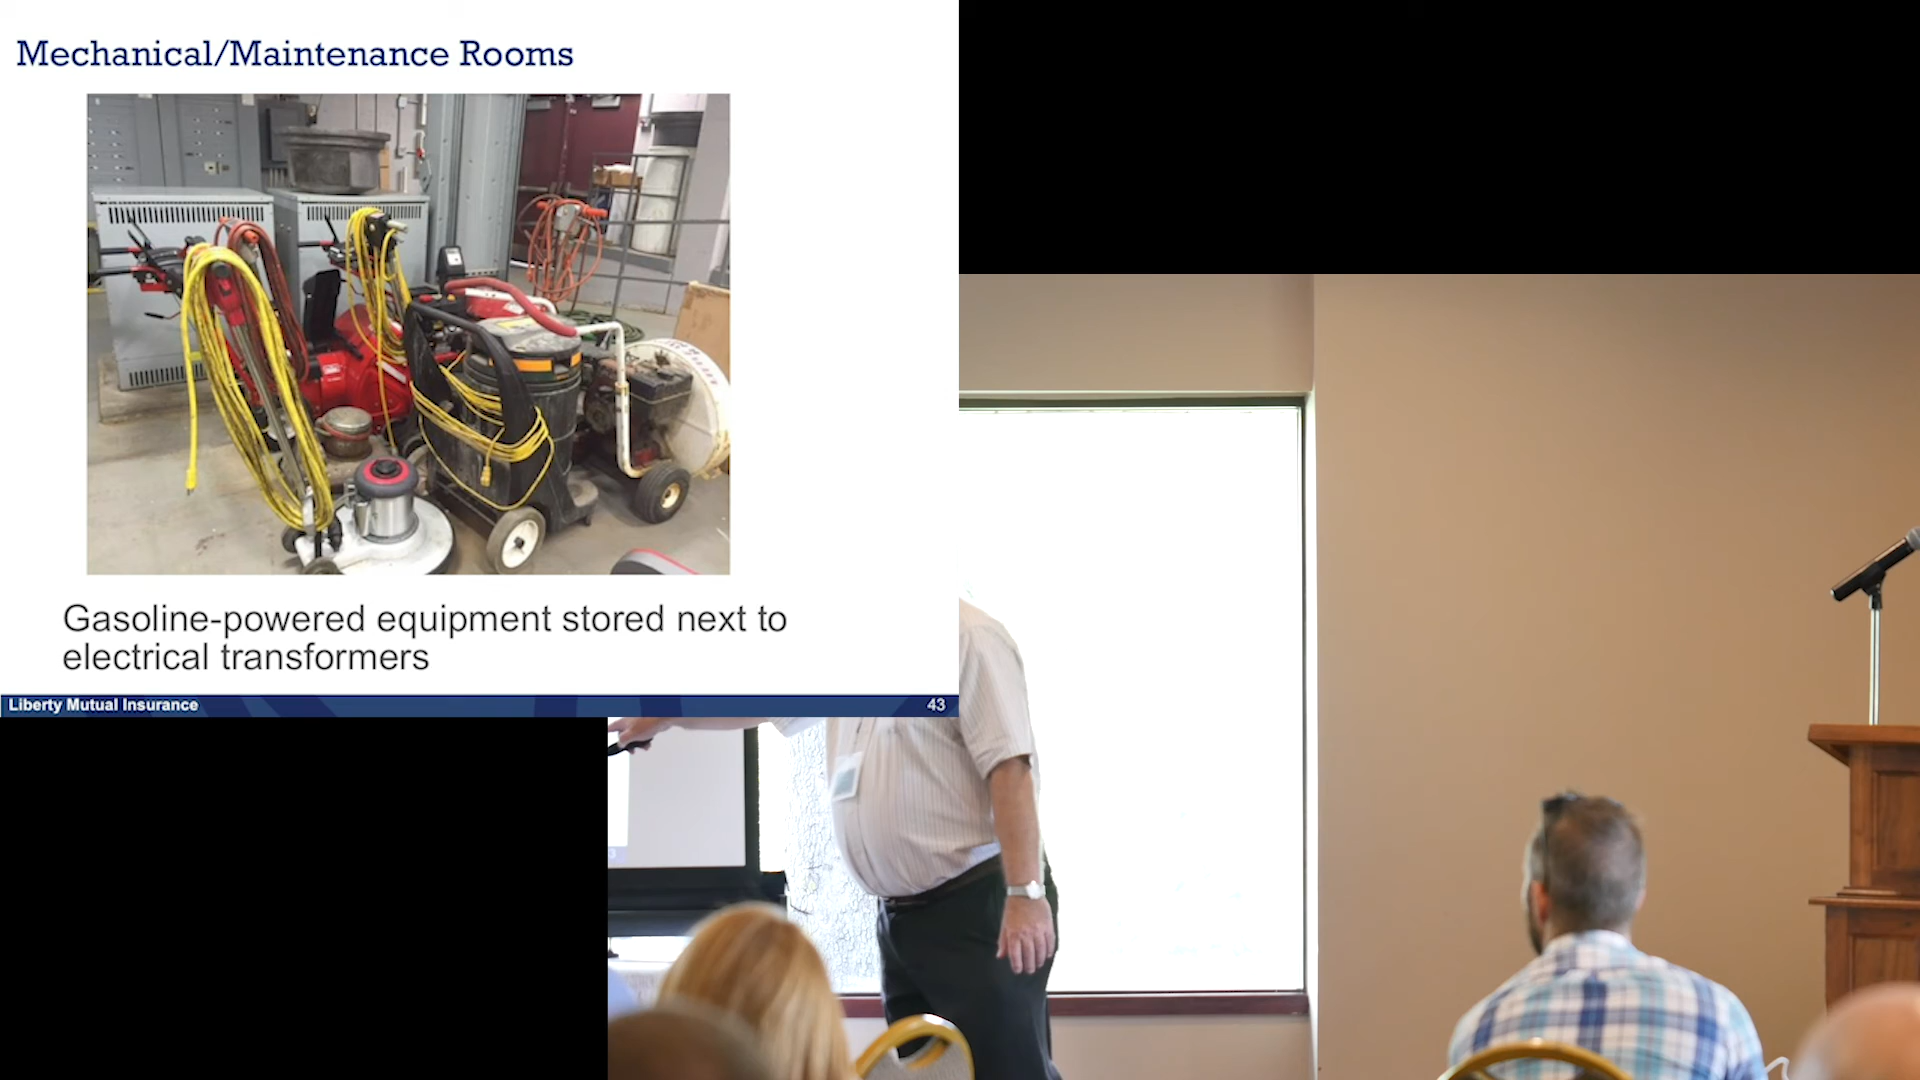 Mechanical/Maintenance Rooms
Gasoline-powered equipment stored next to
electrical transformers
Liberty Mutual Insurance
43